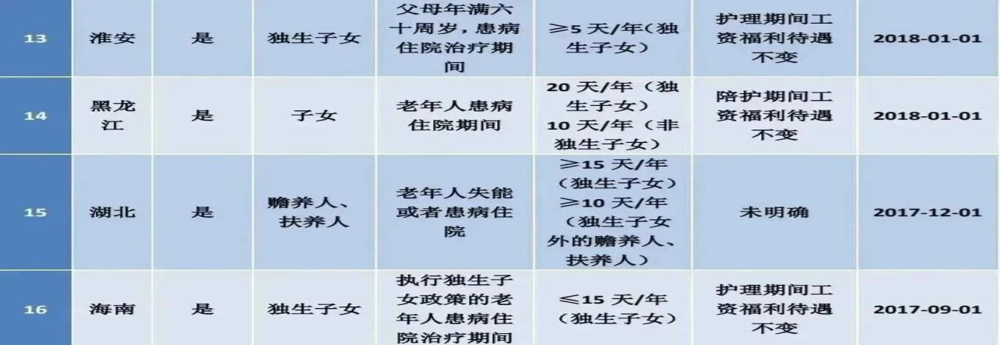 13
淮安
是
独生子女
父母年满六
十周岁，患病
住院治疗期
间
≥5 天/年（独
生子女）
护理期间工
资福利待遇
不变
2018-01-01
14
黑龙
江
是
子女
老年人患病
住院期间
20 天/年（独
生子女）
10 天/年（非
独生子女）
陪护期间工
资福利待遇
不变
2018-01-01
15
湖北
是
赡养人、
扶养人
老年人失能
或者患病住
院
≥15 天/年
（独生子女）
≥10 天/年
（独生子女
外的赡养人、
扶养人）
未明确
2017-12-01
16
海南
是
独生子女
执行独生子
女政策的老
年人患病住
院治疗期间
≤15 天/年
（独生子女）
护理期间工
资福利待遇
不变
2017-09-01